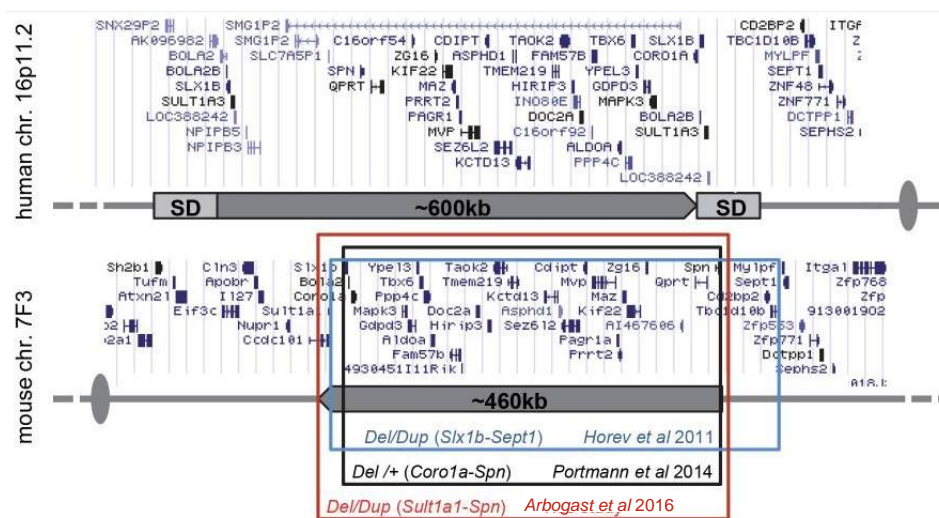 SNX29P2 SMG1P2 CD2BP2 ITGA
AK096982 SMG1P2 C16orf54 CDIPT TAOK2 TBX6 SLX1B TBC1D10B
BOLA2 SLC7A5P1 ZG16 ASPHD1 FAM57B CORO1A MYLPF
BOLA2B SPN KIF22 TMEM219 YPEL3 SEPT1
SLX1B QPRT MAZ HIRIP3 GDPD3 ZNF48
SULT1A3 PRRT2 INO80E MAPK3 ZNF771
LOC388242 PAGR1 DOC2A BOLA2B DCTPP1
NPIPB5 MVP C16orf92 SULT1A3 SEPHS2
NPIPB3 SEZ6L2 ALDOA
KCTD13 PPP4C
LOC388242
human chr. 16p11.2
SD ~600kb SD
Sh2b1 Cln3 Slx1b Ypel3 Taok2 Cdipt Zg16 Spn Mylpf Itgal
Tufm Apobr Bola2 Tbx6 Tmem219 Mvp Qprt Sept1 Zfp768
Atxn2l Il27 Coro1a Ppp4c Kctd13 Maz Cd2bp2 Zfp
Eif3c Sult1a1 Mapk3 Doc2a Asphd1 Kif22 Tbc1d10b 913001902
2a1 Nupr1 Gdpd3 Hirip3 Sez6l2 AI467606 Zfp553
Ccdc101 Aldoa Pagr1a Zfp771
Fam57b Prrt2 Dctpp1
4930451I11Rik Sephs2
mouse chr. 7F3
~460kb
Del/Dup (Slx1b-Sept1) Horev et al 2011
Del /+ (Coro1a-Spn) Portmann et al 2014
Del/Dup (Sult1a1-Spn) Arbogast et al 2016